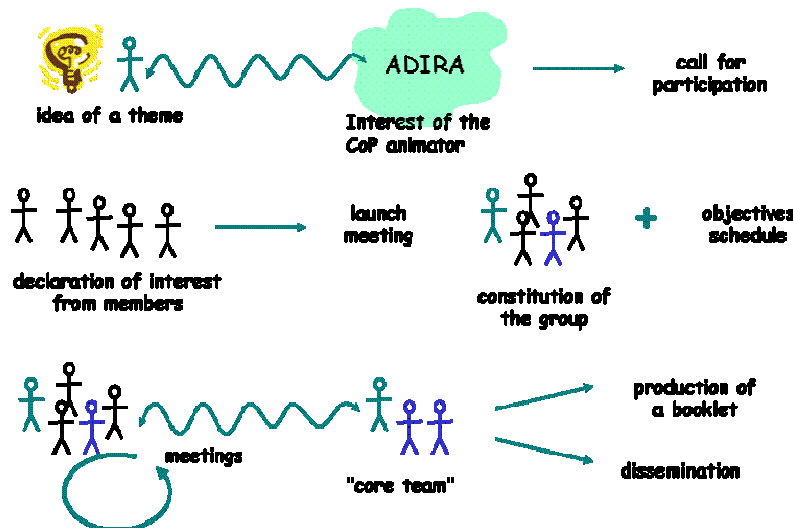 ADIRA
call for
participation
idea of a theme
Interest of the
CoP animator
launch
meeting
+
objectives
schedule
declaration of interest
from members
constitution of
the group
production of
a booklet
meetings
"core team"
dissemination